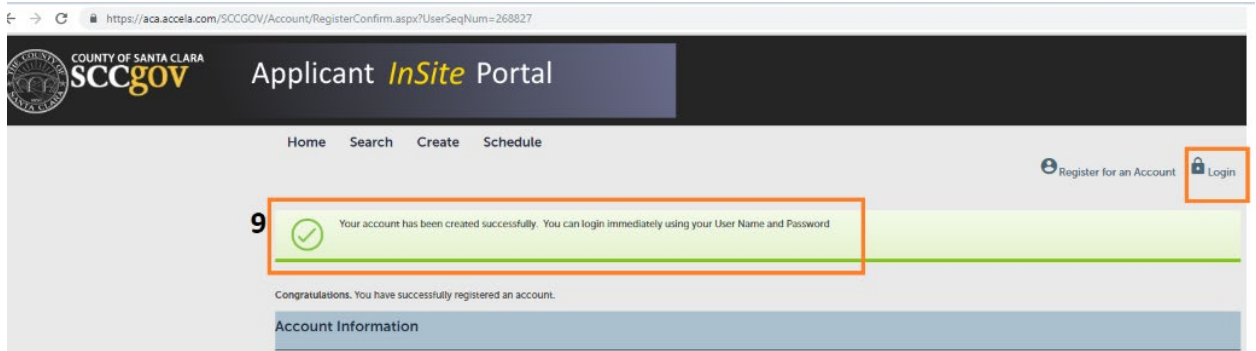 https://aca.accela.com/SCCGOV/Account/RegisterConfirm.aspx?UserSeqNum=268827
COUNTY OF SANTA CLARA
SCCgov
Applicant InSite Portal
Home Search Create Schedule
Register for an Account Login
9
Your account has been created successfully. You can login immediately using your User Name and Password
Congratulations. You have successfully registered an account.
Account Information